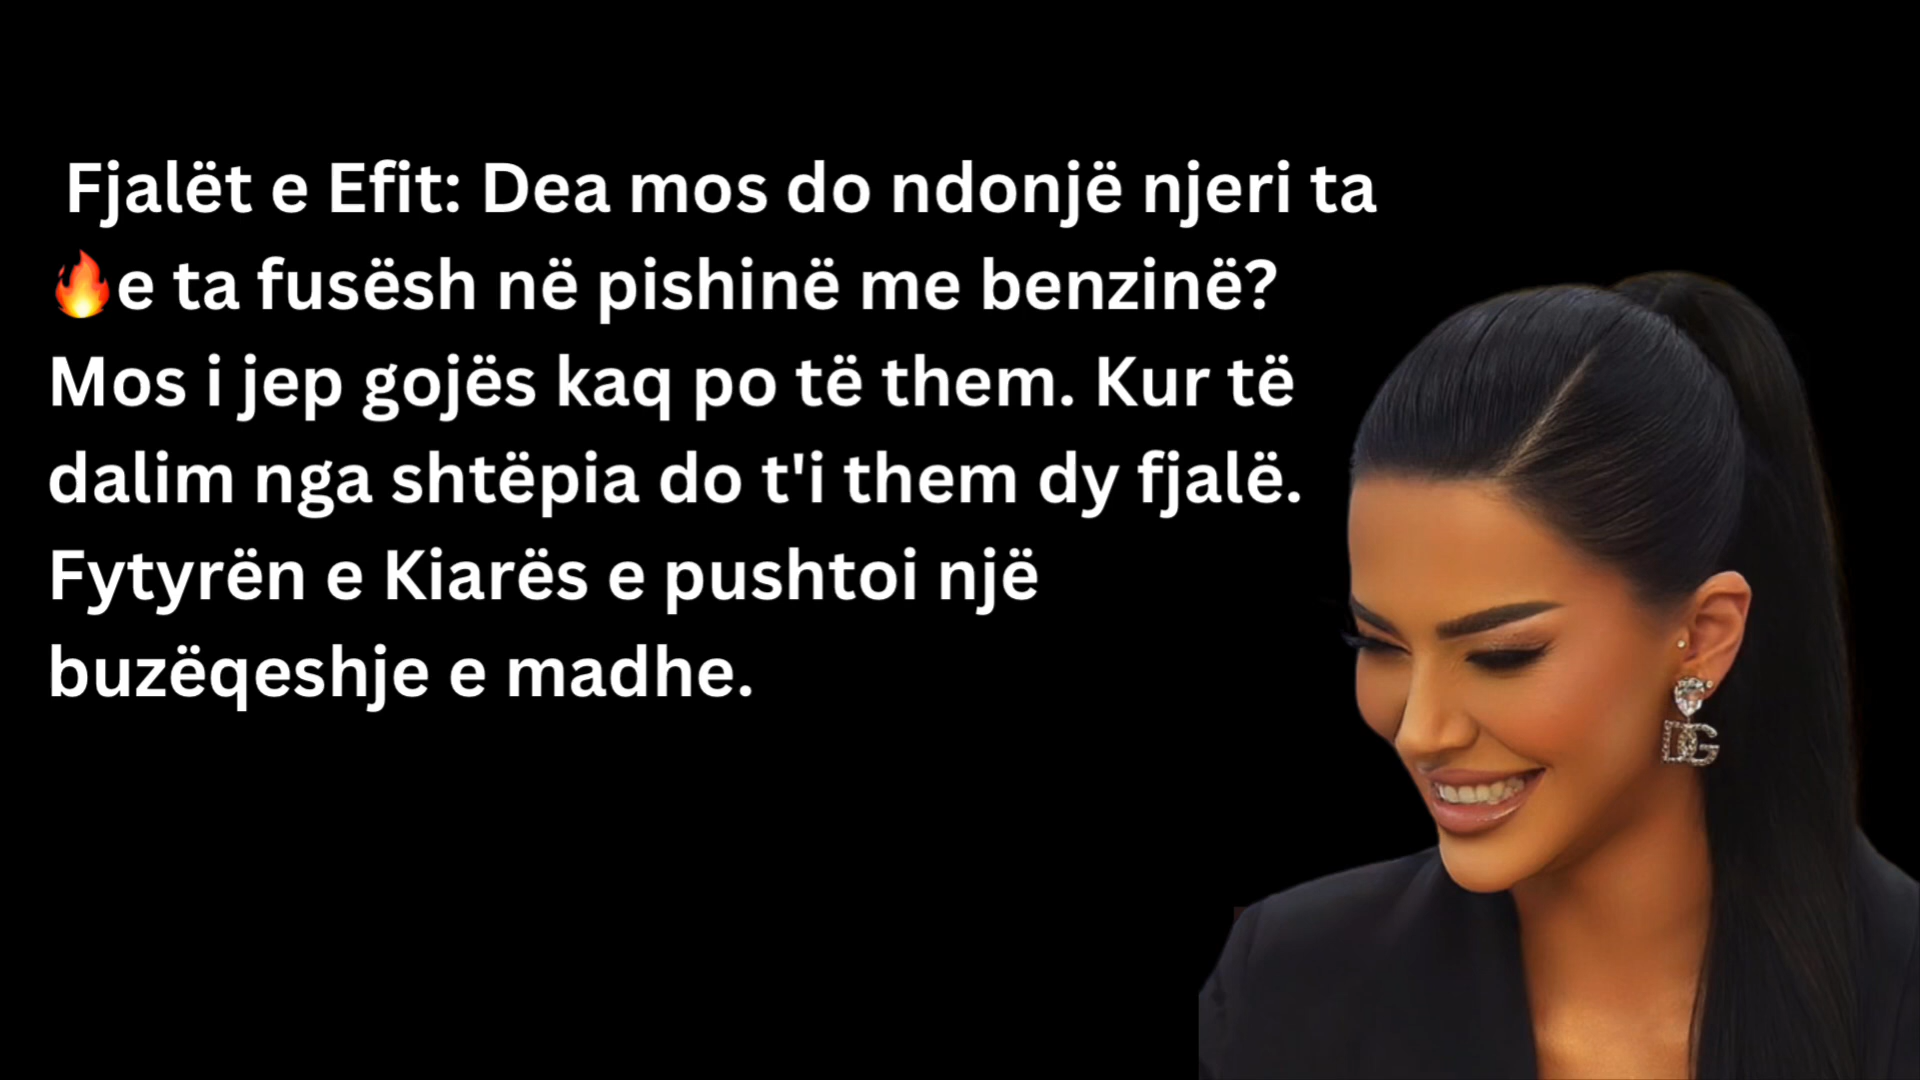 Fjalët e Efit: Dea mos do ndonjë njeri ta
🔥e ta fusësh në pishinë me benzinë?
Mos i jep gojës kaq po të them. Kur të
dalim nga shtëpia do t'i them dy fjalë.
Fytyrën e Kiarës e pushtoi një
buzëqeshje e madhe.
DG